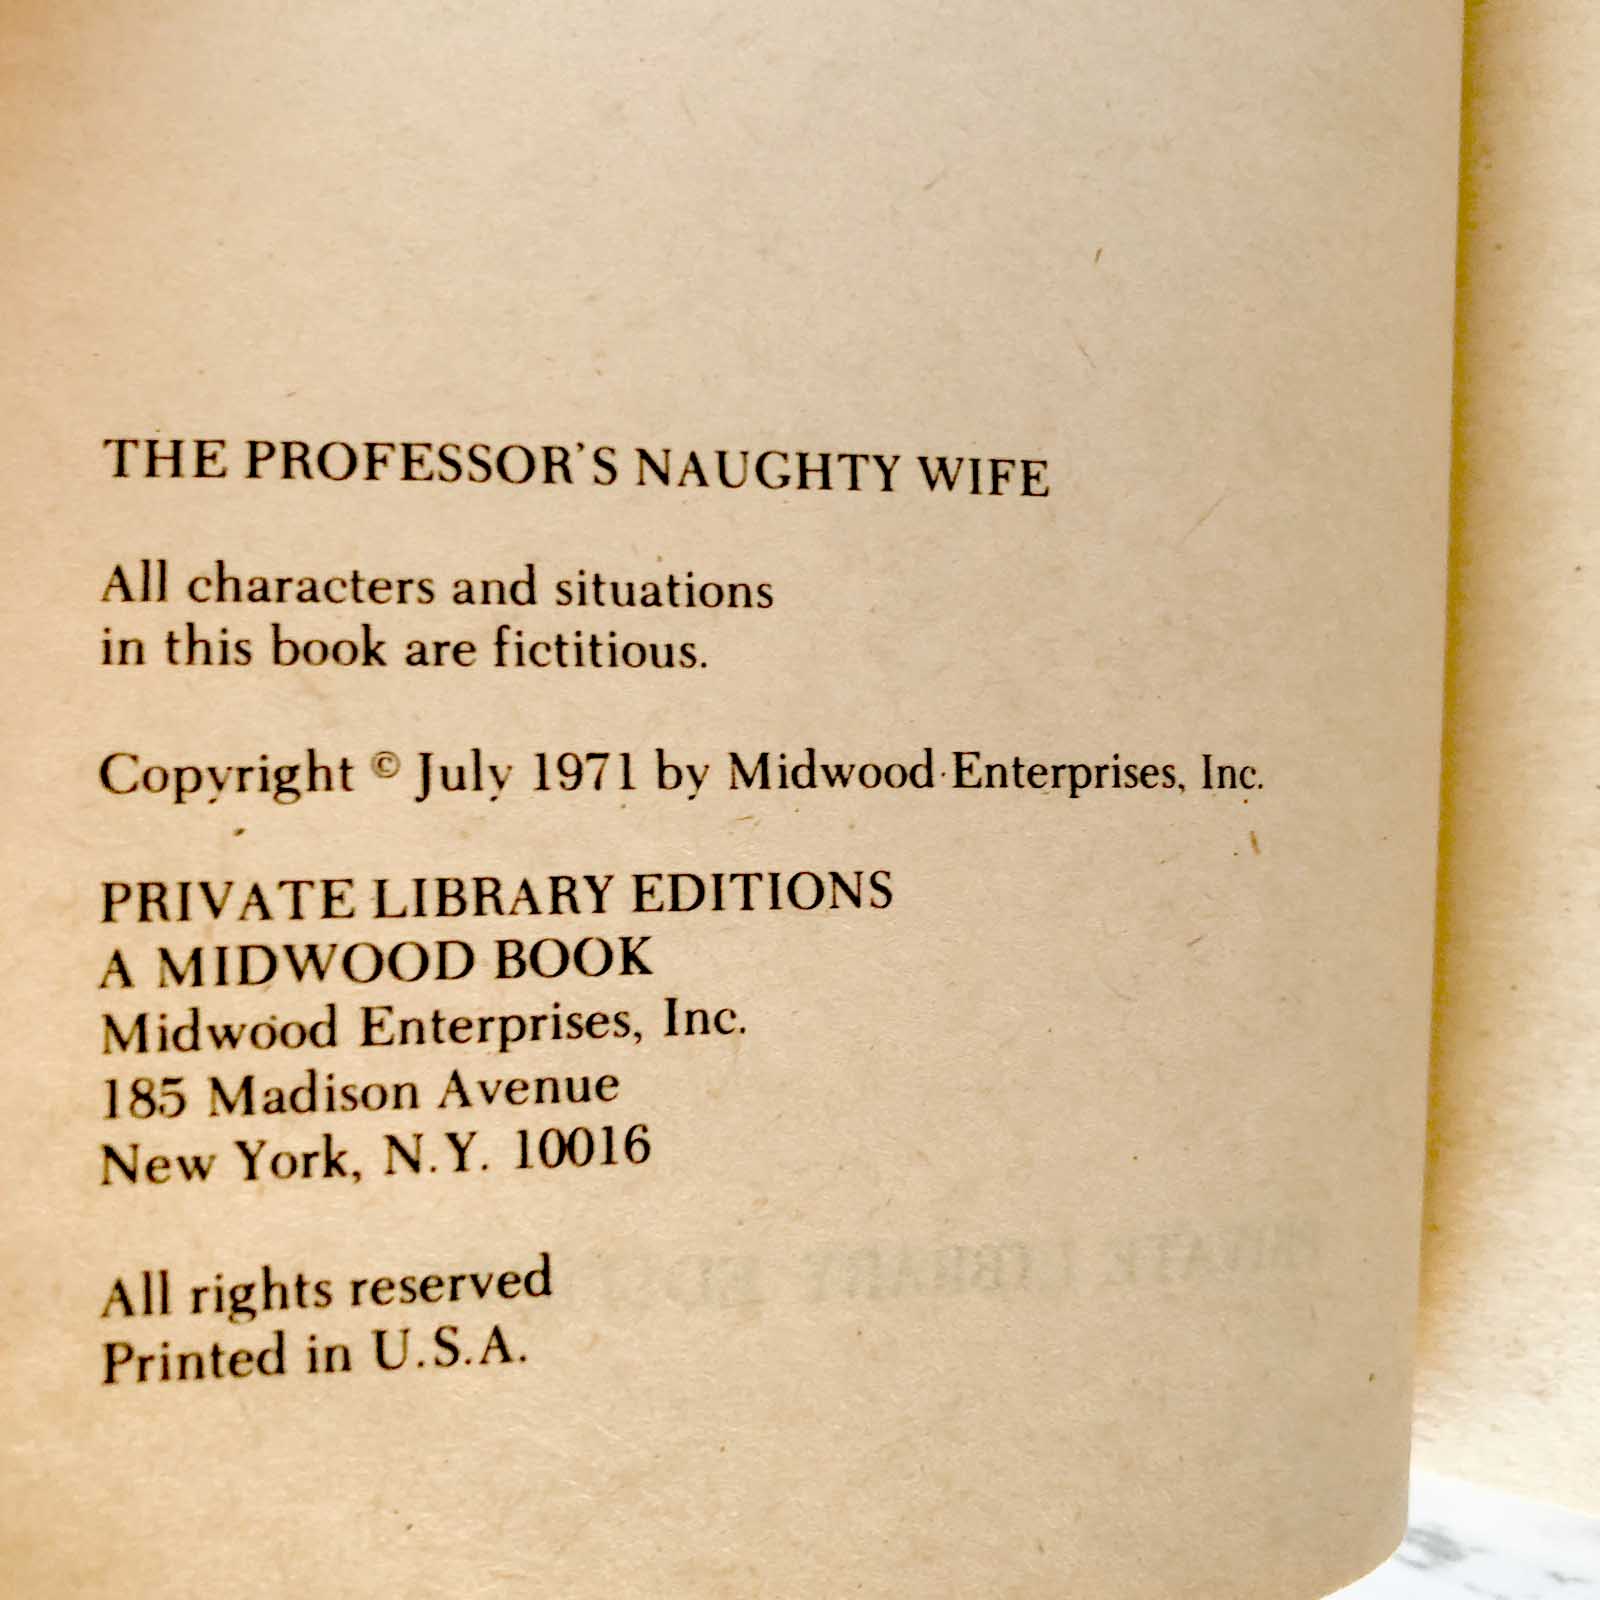 THE PROFESSOR'S NAUGHTY WIFE
All characters and situations
in this book are fictitious.
Copyright © July 1971 by Midwood Enterprises, Inc.
PRIVATE LIBRARY EDITIONS
A MIDWOOD BOOK
Midwood Enterprises, Inc.
185 Madison Avenue
New York, N.Y. 10016
All rights reserved
Printed in U.S.A.